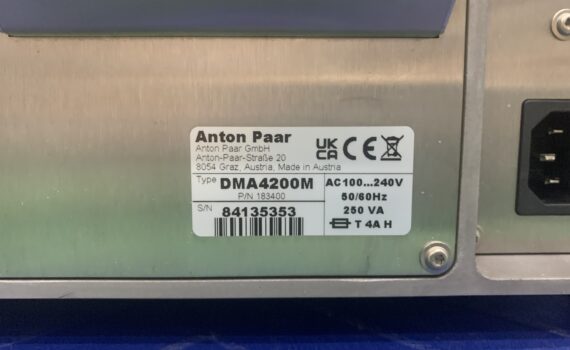 Anton Paar
Anton Paar GmbH
Anton-Paar-Straße 20
8054 Graz, Austria, Made in Austria
UK
CA
CE
Type DMA4200M
P/N 183400
S/N
84135353
AC100...240V
50/60Hz
250 VA
T 4A H